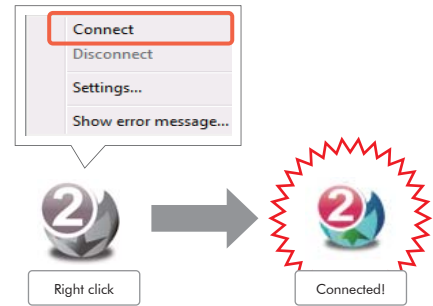 Connect
Disconnect
Settings...
Show error message...
2
2
Right click
Connected!